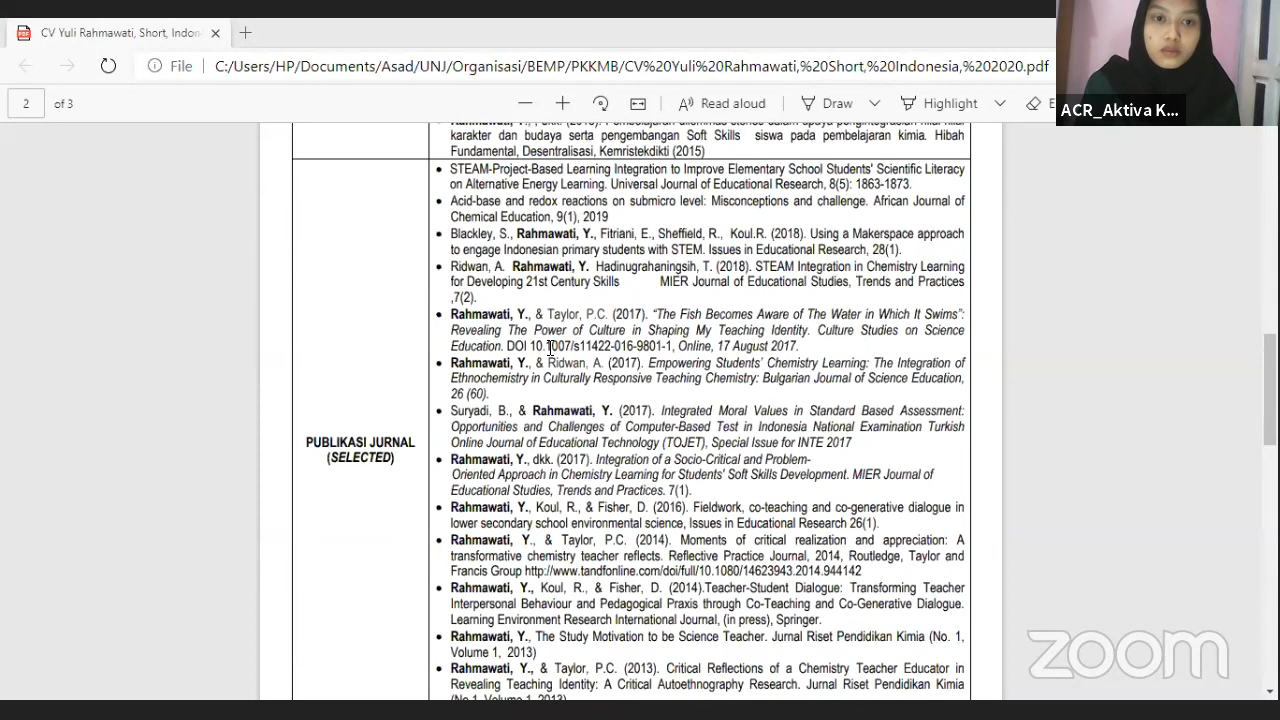 CV Yuli Rahmawati, Short, Indon
File C:/Users/HP/Documents/Asad/UNJ/Organisasi/BEMP/PKKMB/CV%20Yuli%20Rahmawati,%20Short,%20Indonesia,%202020.pdf
2 of 3 Read aloud Draw Highlight E
ACR_Aktiva K...
karakter dan budaya serta pengembangan Soft Skills siswa pada pembelajaran kimia. Hibah
Fundamental, Desentralisasi, Kemristekdikti (2015)
PUBLIKASI JURNAL
(SELECTED)
• STEAM-Project-Based Learning Integration to Improve Elementary School Students' Scientific Literacy
on Alternative Energy Learning. Universal Journal of Educational Research, 8(5): 1863-1873.
• Acid-base and redox reactions on submicro level: Misconceptions and challenge. African Journal of
Chemical Education, 9(1), 2019
• Blackley, S., Rahmawati, Y., Fitriani, E., Sheffield, R., Koul.R. (2018). Using a Makerspace approach
to engage Indonesian primary students with STEM. Issues in Educational Research, 28(1).
• Ridwan, A. Rahmawati, Y. Hadinugrahaningsih, T. (2018). STEAM Integration in Chemistry Learning
for Developing 21st Century Skills MIER Journal of Educational Studies, Trends and Practices
,7(2).
• Rahmawati, Y., & Taylor, P.C. (2017). “The Fish Becomes Aware of The Water in Which It Swims”:
Revealing The Power of Culture in Shaping My Teaching Identity. Culture Studies on Science
Education. DOI 10.1007/s11422-016-9801-1, Online, 17 August 2017.
• Rahmawati, Y., & Ridwan, A. (2017). Empowering Students’ Chemistry Learning: The Integration of
Ethnochemistry in Culturally Responsive Teaching Chemistry: Bulgarian Journal of Science Education,
26 (60).
• Suryadi, B., & Rahmawati, Y. (2017). Integrated Moral Values in Standard Based Assessment:
Opportunities and Challenges of Computer-Based Test in Indonesia National Examination Turkish
Online Journal of Educational Technology (TOJET), Special Issue for INTE 2017
• Rahmawati, Y., dkk. (2017). Integration of a Socio-Critical and Problem-
Oriented Approach in Chemistry Learning for Students' Soft Skills Development. MIER Journal of
Educational Studies, Trends and Practices. 7(1).
• Rahmawati, Y., Koul, R., & Fisher, D. (2016). Fieldwork, co-teaching and co-generative dialogue in
lower secondary school environmental science, Issues in Educational Research 26(1).
• Rahmawati, Y., & Taylor, P.C. (2014). Moments of critical realization and appreciation: A
transformative chemistry teacher reflects. Reflective Practice Journal, 2014, Routledge, Taylor and
Francis Group http://www.tandfonline.com/doi/full/10.1080/14623943.2014.944142
• Rahmawati, Y., Koul, R., & Fisher, D. (2014).Teacher-Student Dialogue: Transforming Teacher
Interpersonal Behaviour and Pedagogical Praxis through Co-Teaching and Co-Generative Dialogue.
Learning Environment Research International Journal, (in press), Springer.
• Rahmawati, Y., The Study Motivation to be Science Teacher. Jurnal Riset Pendidikan Kimia (No. 1,
Volume 1, 2013)
• Rahmawati, Y., & Taylor, P.C. (2013). Critical Reflections of a Chemistry Teacher Educator in
Revealing Teaching Identity: A Critical Autoethnography Research. Jurnal Riset Pendidikan Kimia
zoom